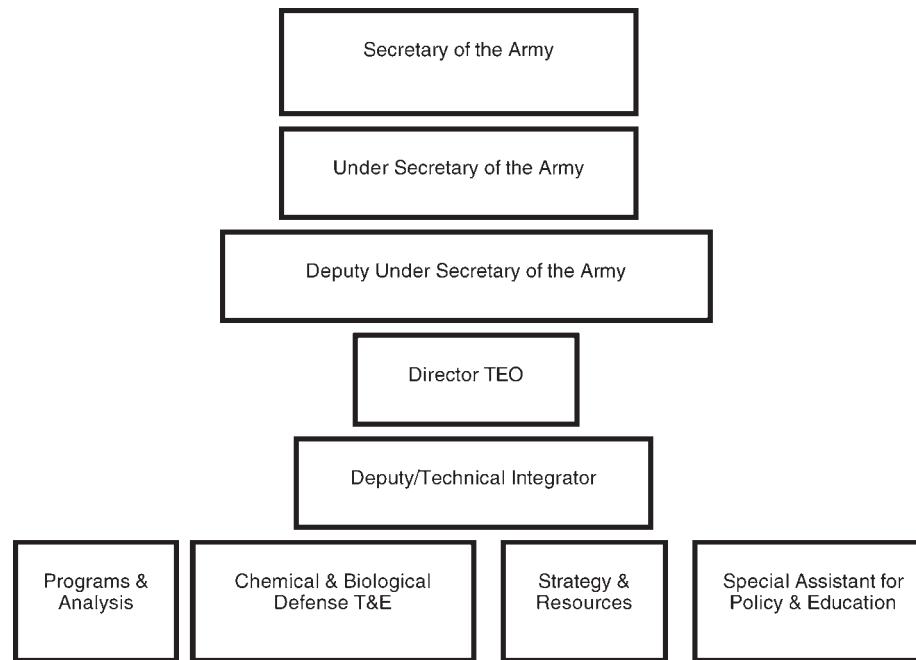 Secretary of the Army
Under Secretary of the Army
Deputy Under Secretary of the Army
Director TEO
Deputy/Technical Integrator
Programs &
Analysis
Chemical & Biological
Defense T&E
Strategy &
Resources
Special Assistant for
Policy & Education